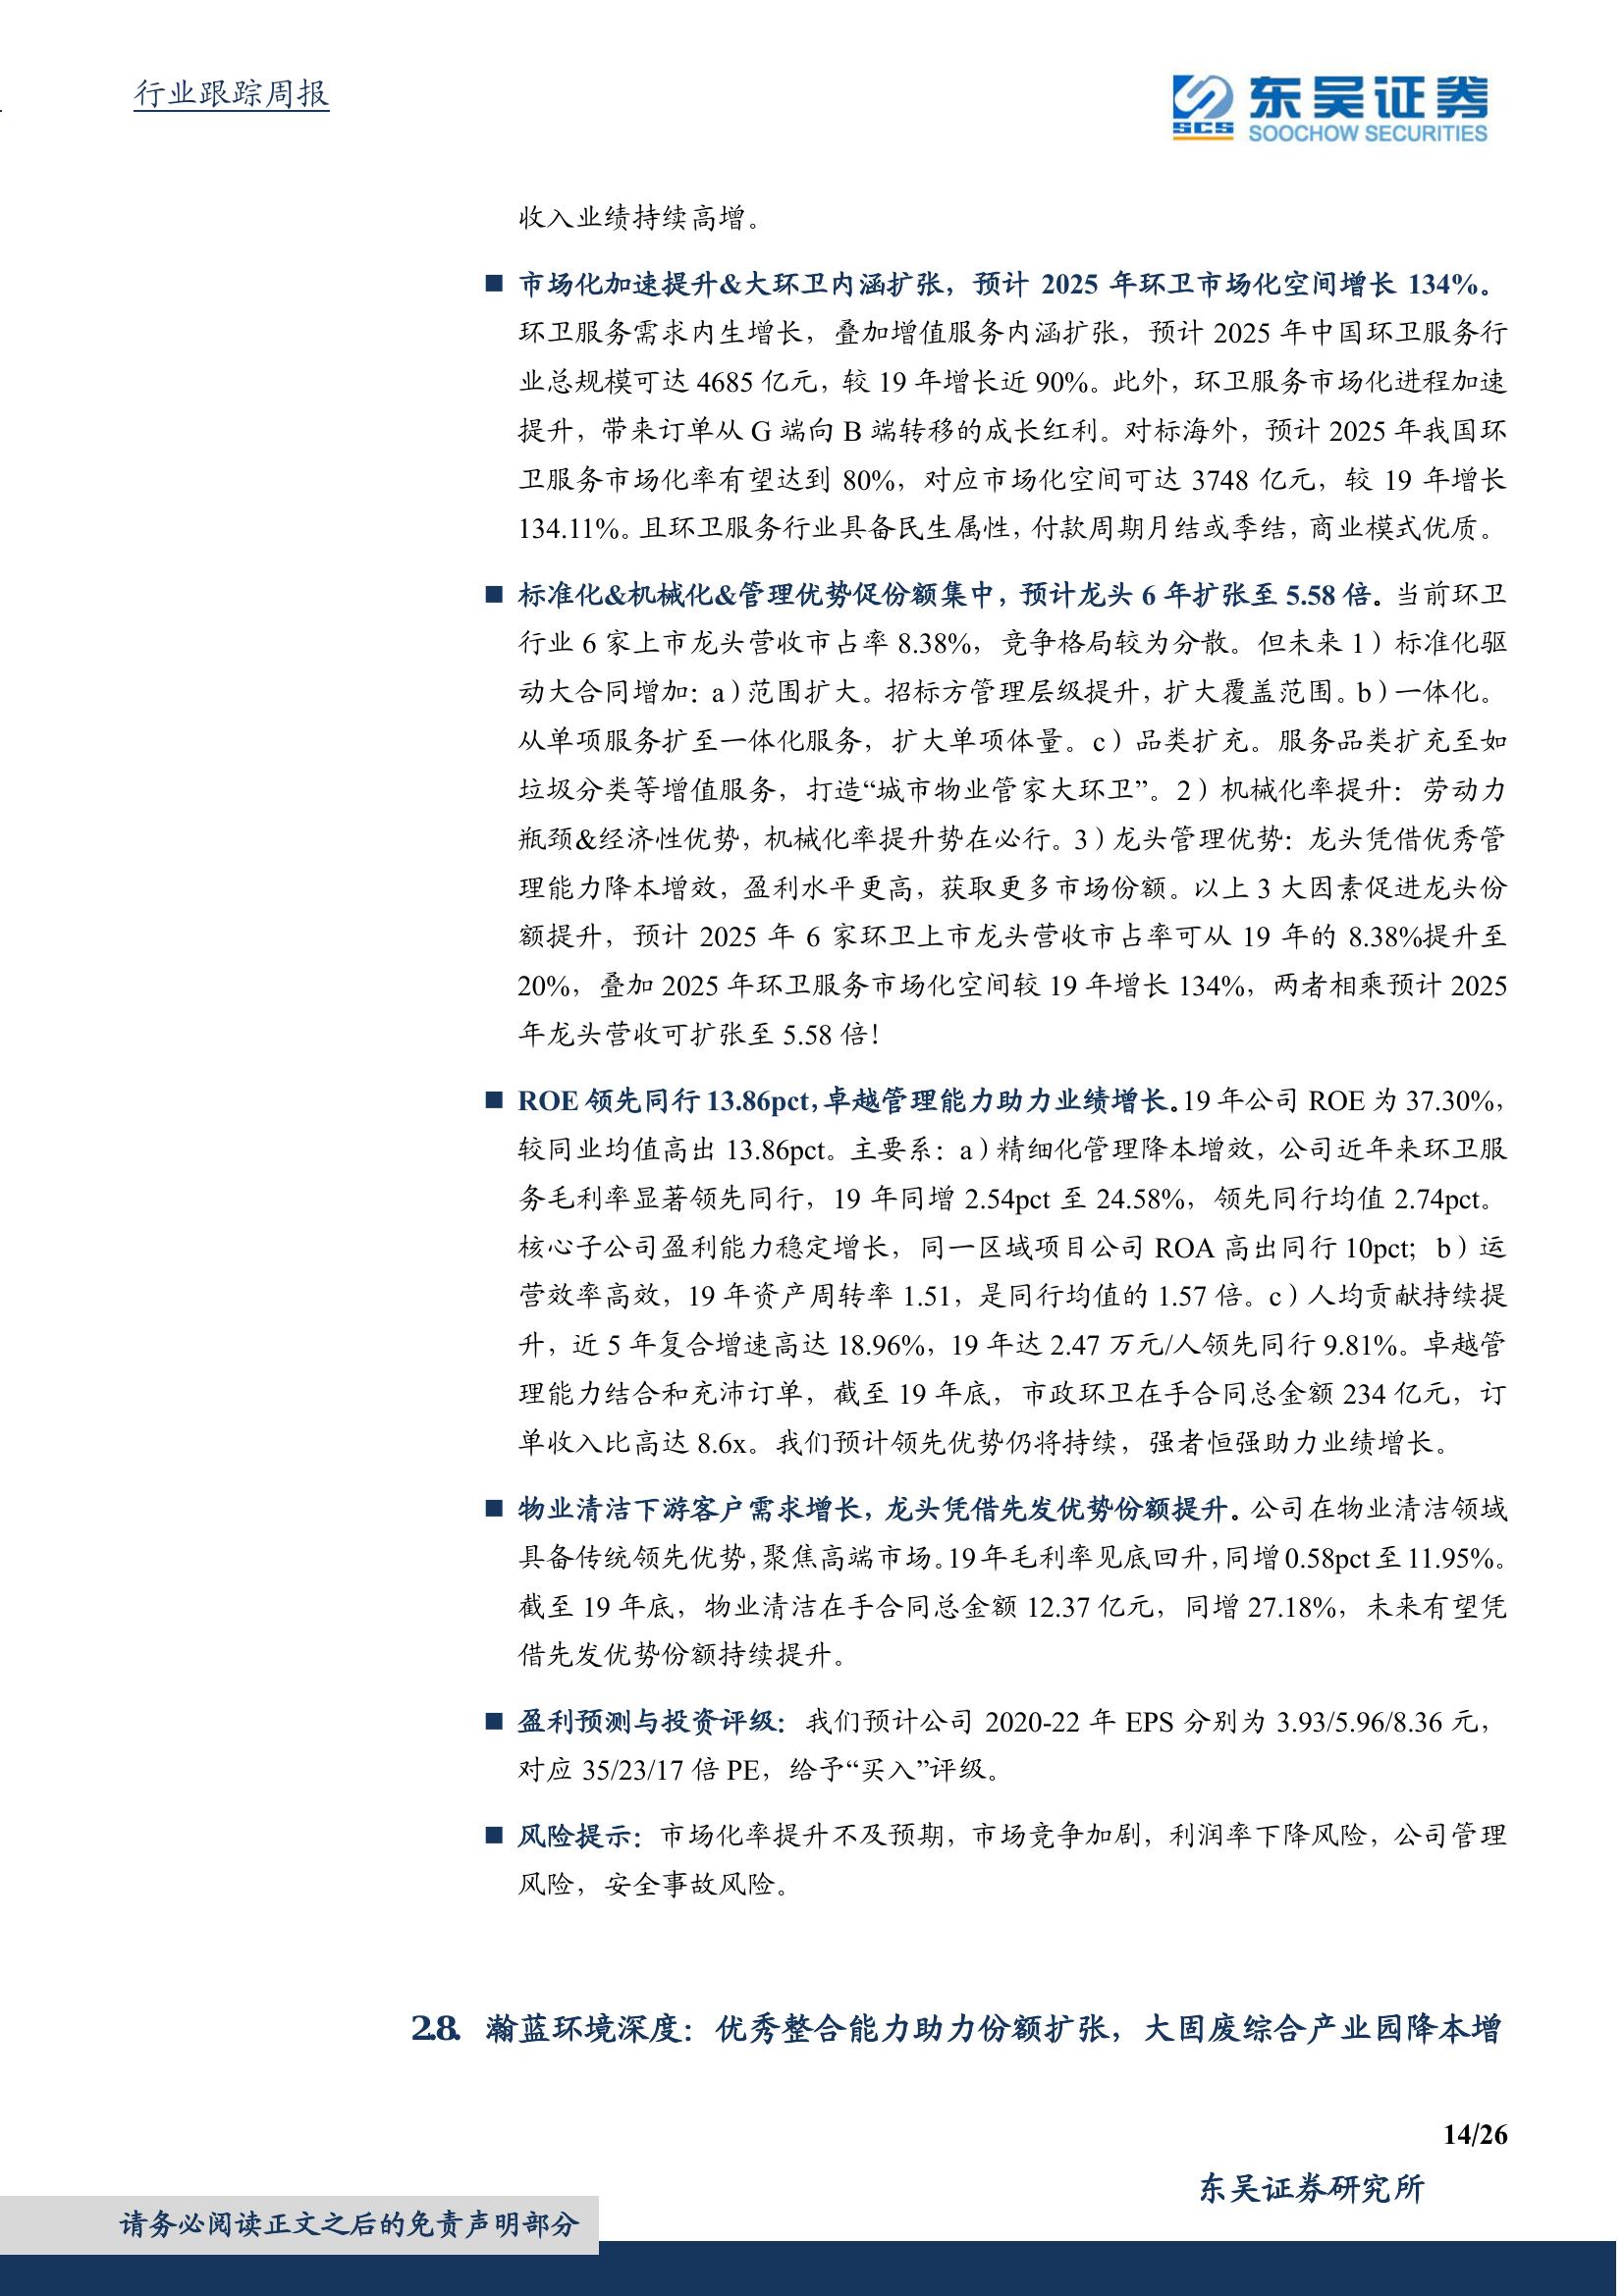 行业跟踪周报
SCS
东吴证券
SOOCHOW SECURITIES
收入业绩持续高增。
■ 市场化加速提升&大环卫内涵扩张，预计 2025 年环卫市场化空间增长 134%。
环卫服务需求内生增长，叠加增值服务内涵扩张，预计 2025 年中国环卫服务行
业总规模可达 4685 亿元，较 19 年增长近 90%。此外，环卫服务市场化进程加速
提升，带来订单从 G 端向 B 端转移的成长红利。对标海外，预计 2025 年我国环
卫服务市场化率有望达到 80%，对应市场化空间可达 3748 亿元，较 19 年增长
134.11%。且环卫服务行业具备民生属性，付款周期月结或季结，商业模式优质。
■ 标准化&机械化&管理优势促份额集中，预计龙头 6 年扩张至 5.58 倍。当前环卫
行业 6 家上市龙头营收市占率 8.38%，竞争格局较为分散。但未来 1）标准化驱
动大合同增加：a）范围扩大。招标方管理层级提升，扩大覆盖范围。b）一体化。
从单项服务扩至一体化服务，扩大单项体量。c）品类扩充。服务品类扩充至如
垃圾分类等增值服务，打造“城市物业管家大环卫”。2）机械化率提升：劳动力
瓶颈&经济性优势，机械化率提升势在必行。3）龙头管理优势：龙头凭借优秀管
理能力降本增效，盈利水平更高，获取更多市场份额。以上 3 大因素促进龙头份
额提升，预计 2025 年 6 家环卫上市龙头营收市占率可从 19 年的 8.38%提升至
20%，叠加 2025 年环卫服务市场化空间较 19 年增长 134%，两者相乘预计 2025
年龙头营收可扩张至 5.58 倍！
■ ROE 领先同行 13.86pct，卓越管理能力助力业绩增长。19 年公司 ROE 为 37.30%，
较同业均值高出 13.86pct。主要系：a）精细化管理降本增效，公司近年来环卫服
务毛利率显著领先同行，19 年同增 2.54pct 至 24.58%，领先同行均值 2.74pct。
核心子公司盈利能力稳定增长，同一区域项目公司 ROA 高出同行 10pct；b）运
营效率高效，19 年资产周转率 1.51，是同行均值的 1.57 倍。c）人均贡献持续提
升，近 5 年复合增速高达 18.96%，19 年达 2.47 万元/人领先同行 9.81%。卓越管
理能力结合和充沛订单，截至 19 年底，市政环卫在手合同总金额 234 亿元，订
单收入比高达 8.6x。我们预计领先优势仍将持续，强者恒强助力业绩增长。
■ 物业清洁下游客户需求增长，龙头凭借先发优势份额提升。公司在物业清洁领域
具备传统领先优势，聚焦高端市场。19 年毛利率见底回升，同增 0.58pct 至 11.95%。
截至 19 年底，物业清洁在手合同总金额 12.37 亿元，同增 27.18%，未来有望凭
借先发优势份额持续提升。
■ 盈利预测与投资评级：我们预计公司 2020-22 年 EPS 分别为 3.93/5.96/8.36 元，
对应 35/23/17 倍 PE，给予“买入”评级。
■ 风险提示：市场化率提升不及预期，市场竞争加剧，利润率下降风险，公司管理
风险，安全事故风险。
2.8. 瀚蓝环境深度：优秀整合能力助力份额扩张，大固废综合产业园降本增
14/26
东吴证券研究所
请务必阅读正文之后的免责声明部分